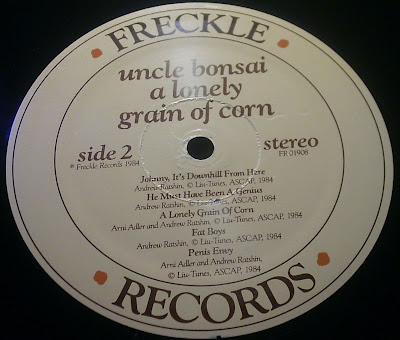 FRECKLE
uncle bonsai
a lonely
grain of corn
side 2
℗ Freckle Records 1984
stereo
FR 01908
Johnny, It's Downhill From Here
Andrew Ratshin, © Liu-Tunes, ASCAP, 1984
He Must Have Been A Genius
Andrew Ratshin, © Liu-Tunes, ASCAP, 1984
A Lonely Grain Of Corn
Arni Adler and Andrew Ratshin, © Liu-Tunes, ASCAP, 1984
Fat Boys
Andrew Ratshin, © Liu-Tunes, ASCAP, 1984
Penis Envy
Arni Adler and Andrew Ratshin,
© Liu-Tunes, ASCAP, 1984
RECORDS